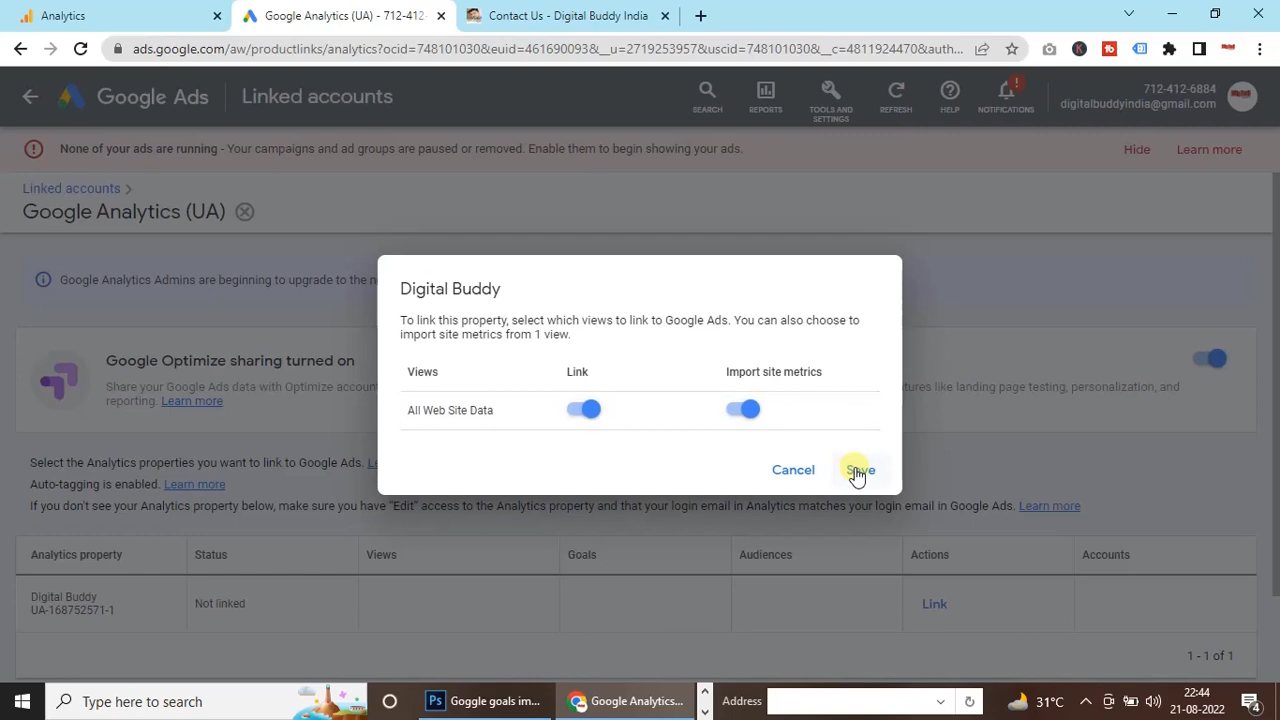 Analytics
Google Analytics (UA) - 712-412-
Contact Us - Digital Buddy India
ads.google.com/aw/productlinks/analytics?ocid=748101030&euid=461690093&__u=2719253957&uscid=748101030&__c=4811924470&auth...
Google Ads
Linked accounts
SEARCH
REPORTS
TOOLS AND SETTINGS
REFRESH
HELP
NOTIFICATIONS
712-412-6884
digitalbuddyindia@gmail.com
None of your ads are running - Your campaigns and ad groups are paused or removed. Enable them to begin showing your ads.
Hide
Learn more
Linked accounts
Google Analytics (UA)
Google Analytics Admins are beginning to upgrade to the
Digital Buddy
To link this property, select which views to link to Google Ads. You can also choose to
import site metrics from 1 view.
Views
Link
Import site metrics
All Web Site Data
Cancel
Save
Google Optimize sharing turned on
Share your Google Ads data with Optimize
reporting. Learn more
features like landing page testing, personalization, and
Select the Analytics properties you want to link to Google Ads.
Auto-tagging is enabled. Learn more
If you don't see your Analytics property below, make sure you have "Edit" access to the Analytics property and that your login email in Analytics matches your login email in Google Ads. Learn more
Analytics property
Status
Views
Goals
Audiences
Actions
Accounts
Digital Buddy
UA-168752571-1
Not linked
Link
1 - 1 of 1
Type here to search
Goggle goals im...
Google Analytics...
Address
31°C
22:44
21-08-2022
4